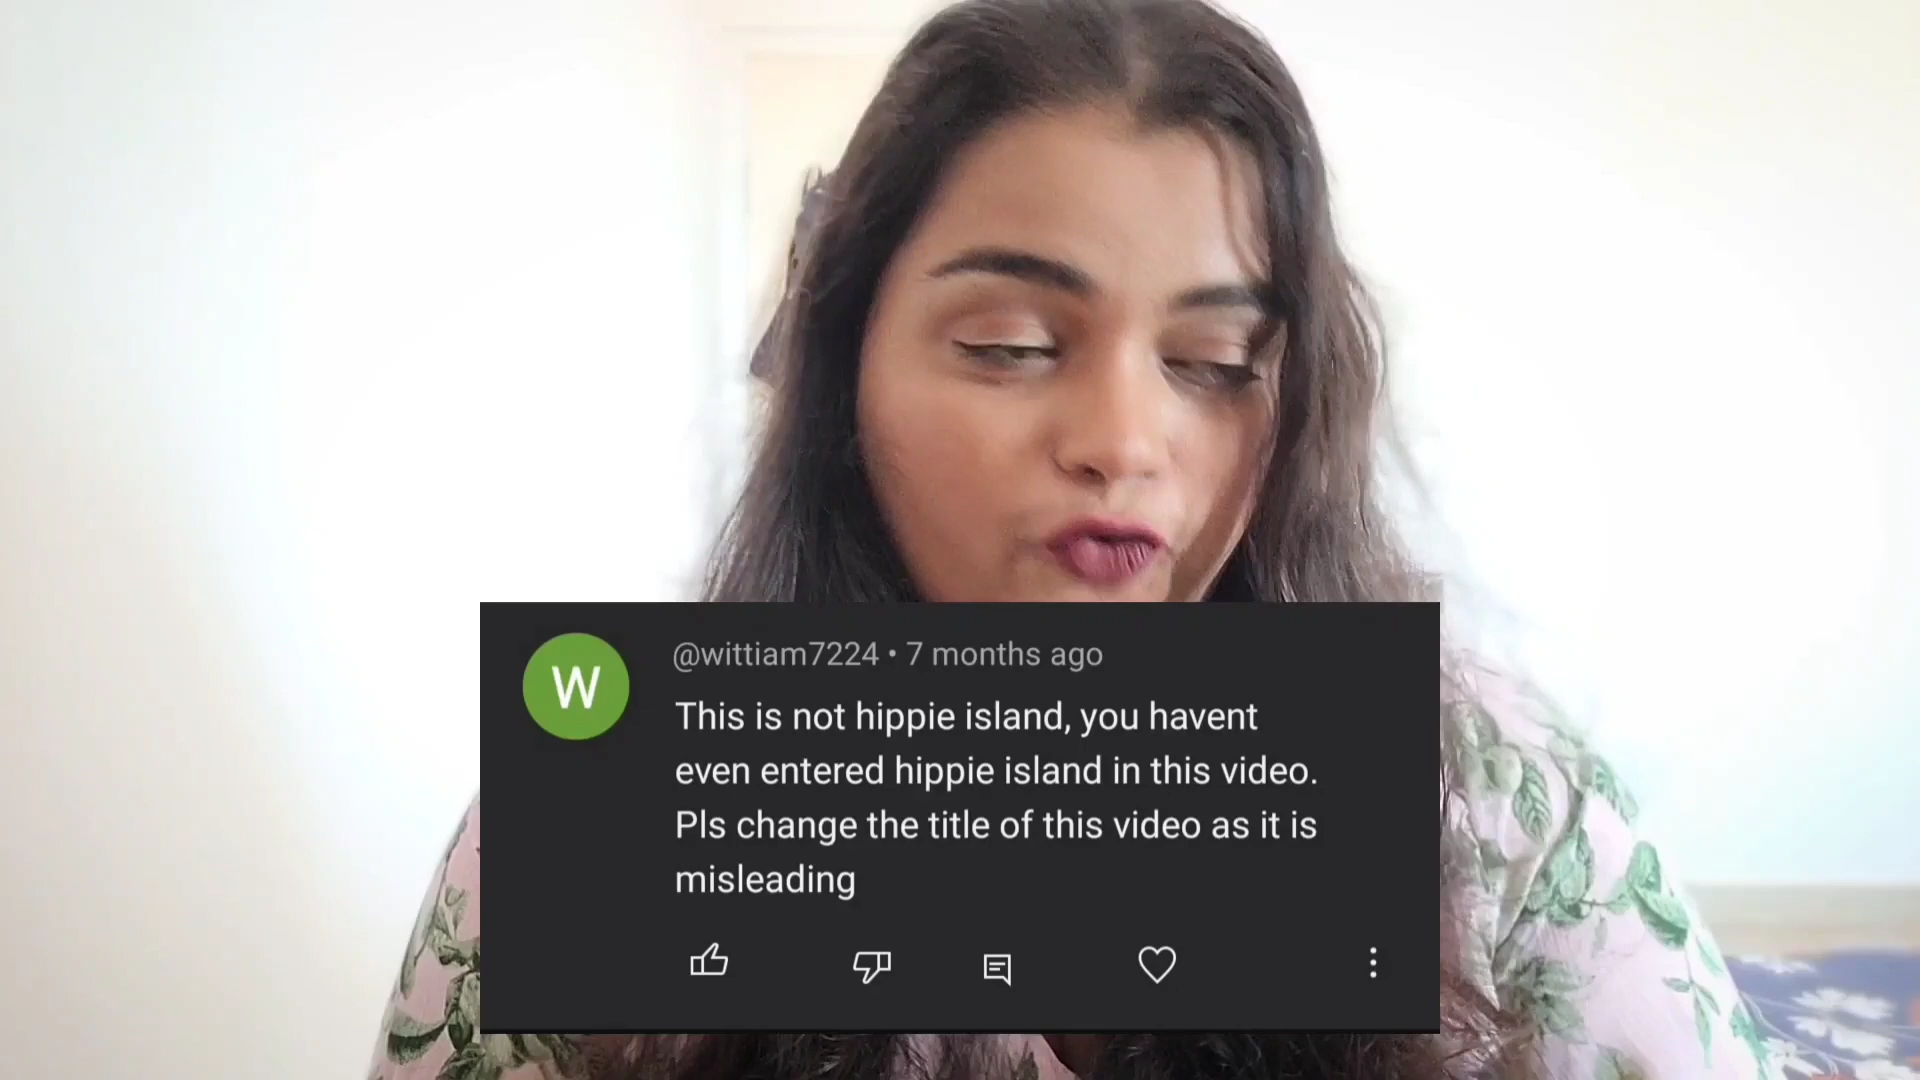 W
@wittiam7224 • 7 months ago
This is not hippie island, you havent
even entered hippie island in this video.
Pls change the title of this video as it is
misleading